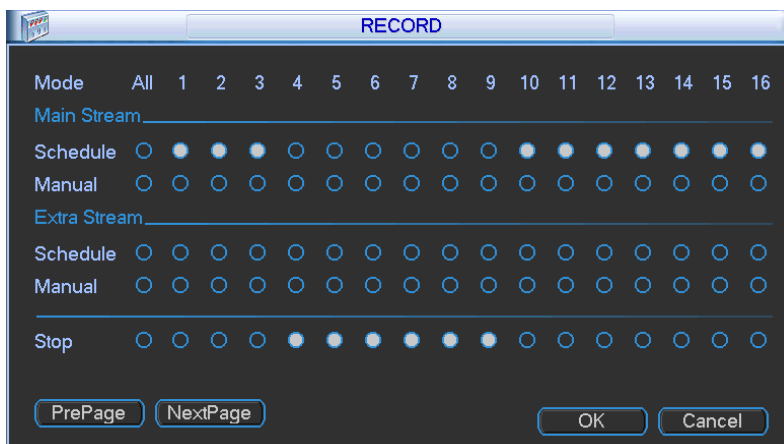 RECORD
Mode All 1 2 3 4 5 6 7 8 9 10 11 12 13 14 15 16
Main Stream
Schedule
Manual
Extra Stream
Schedule
Manual
Stop
PrePage NextPage OK Cancel